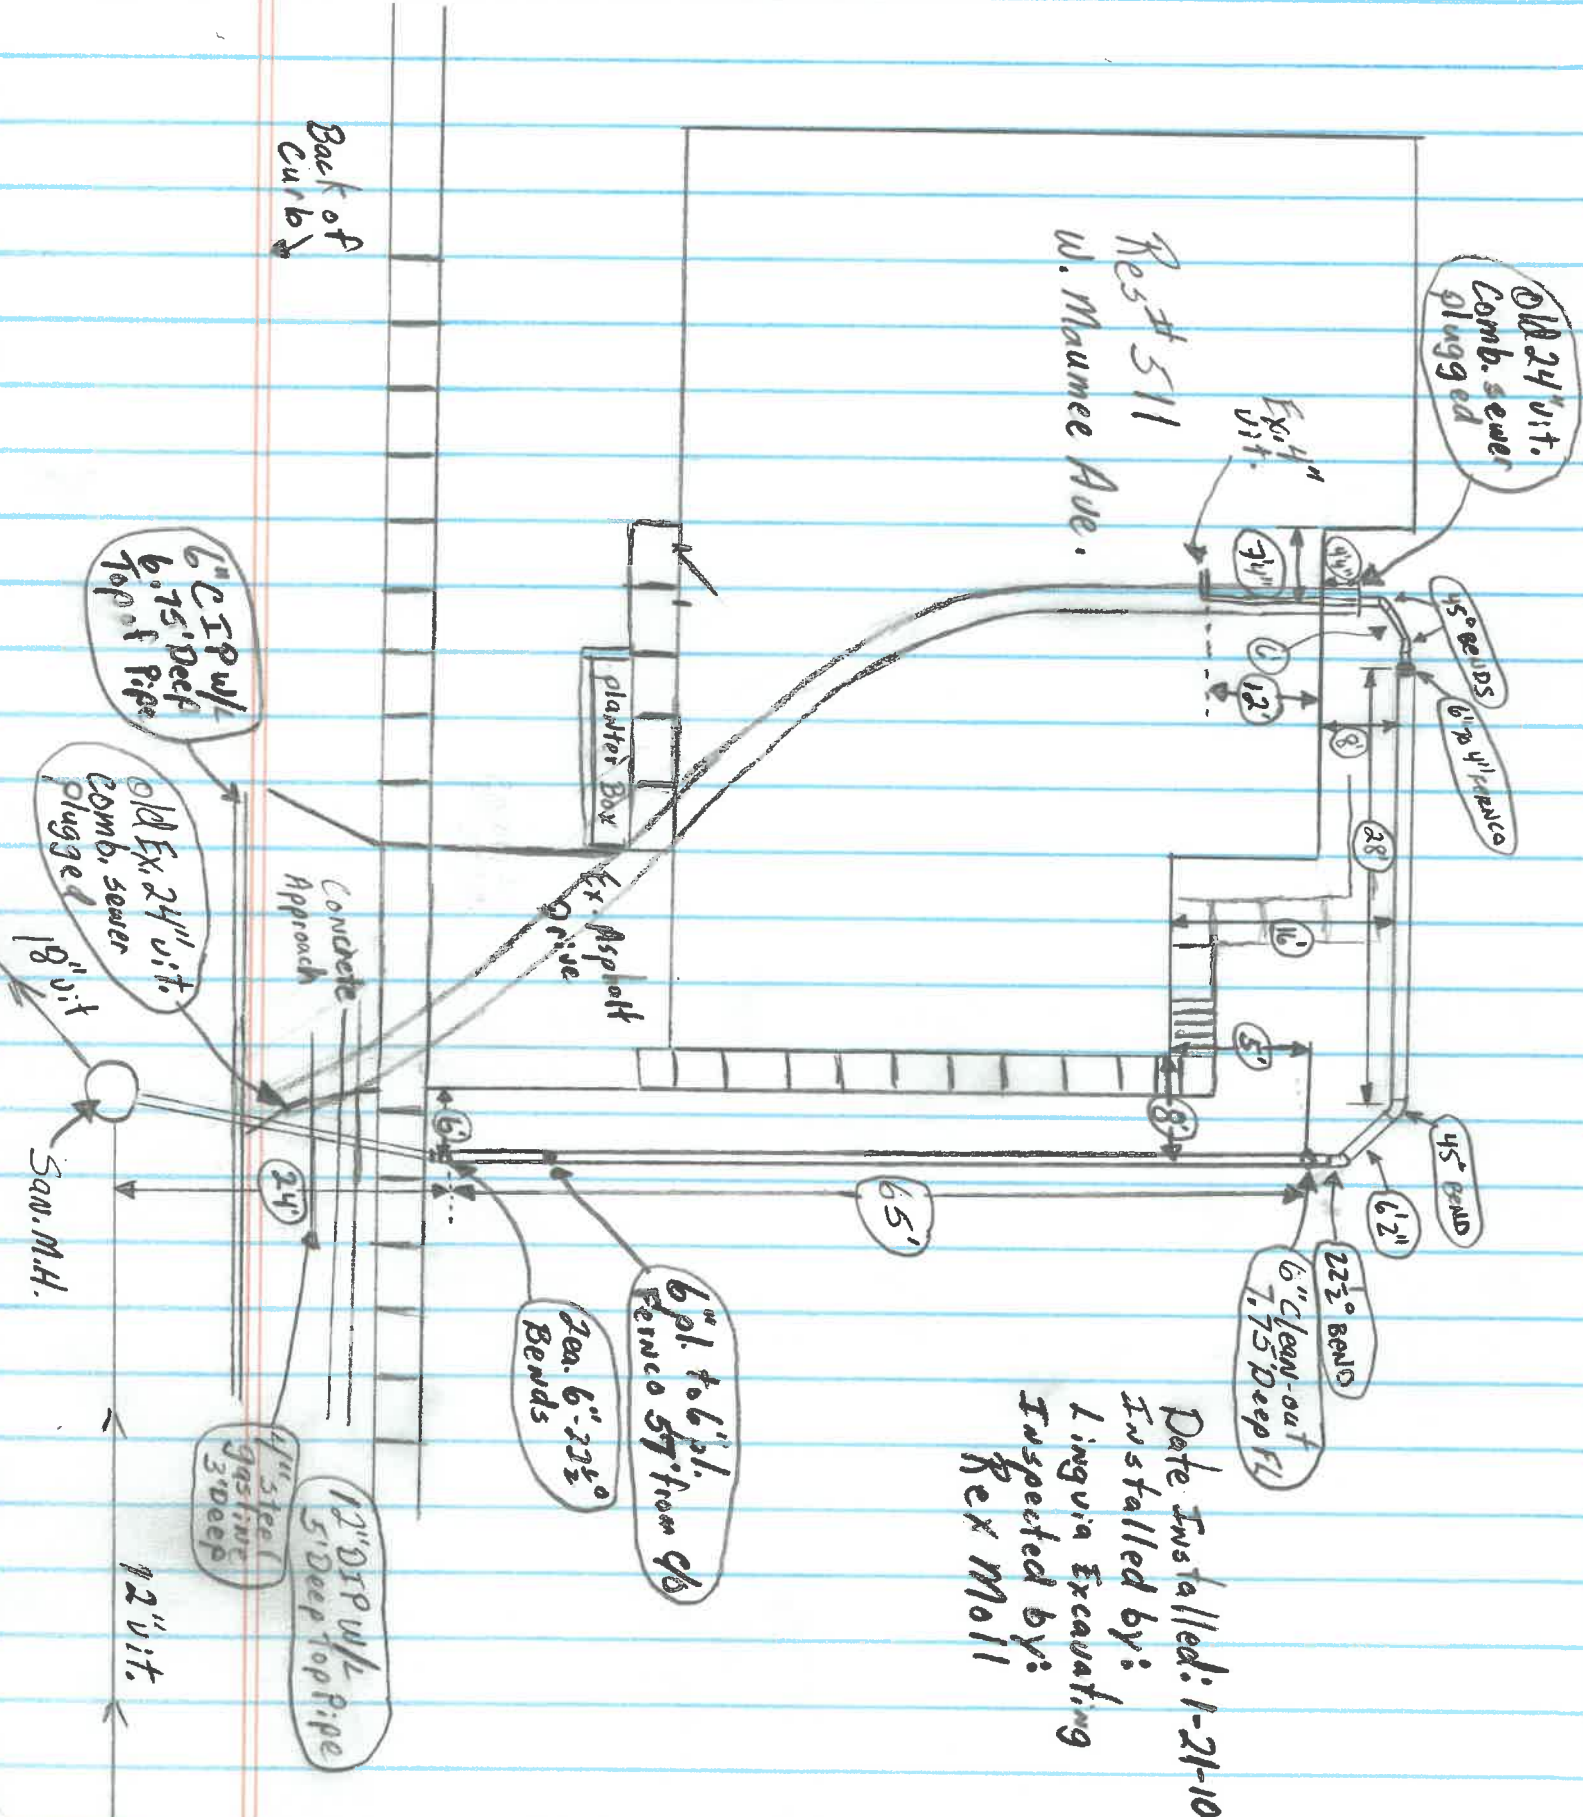 Old 24" vit.
Comb. sewer
plugged
45° BENDS
6" TO 4" FERNCO
45° BEND
6'2"
22½° BEND
6" Clean-out
7.75' Deep FL
4'4"
7'4"
12'
8'
28'
16'
5'
8'
Ex. 4"
vit.
Res # 511
W. Maumee Ave.
Date Installed: 1-21-10
Installed by:
Lingvia Excavating
Inspected by:
Rex Moll
65'
6" pl. to 6" pl.
Fernco 57' from c/o
2ea. 6"-22½°
Bends
planter Box
Ex. Asphalt
Drive
6'
Back of
Curb
Concrete
Approach
24'
12" DIP W/L
5' Deep Top Pipe
4" Steel
gasline
3' Deep
6" CIP W/L
6.75' Deep
Top of Pipe
Old Ex. 24" vit.
comb. sewer
plugged
18" vit
San. M.H.
12" vit.